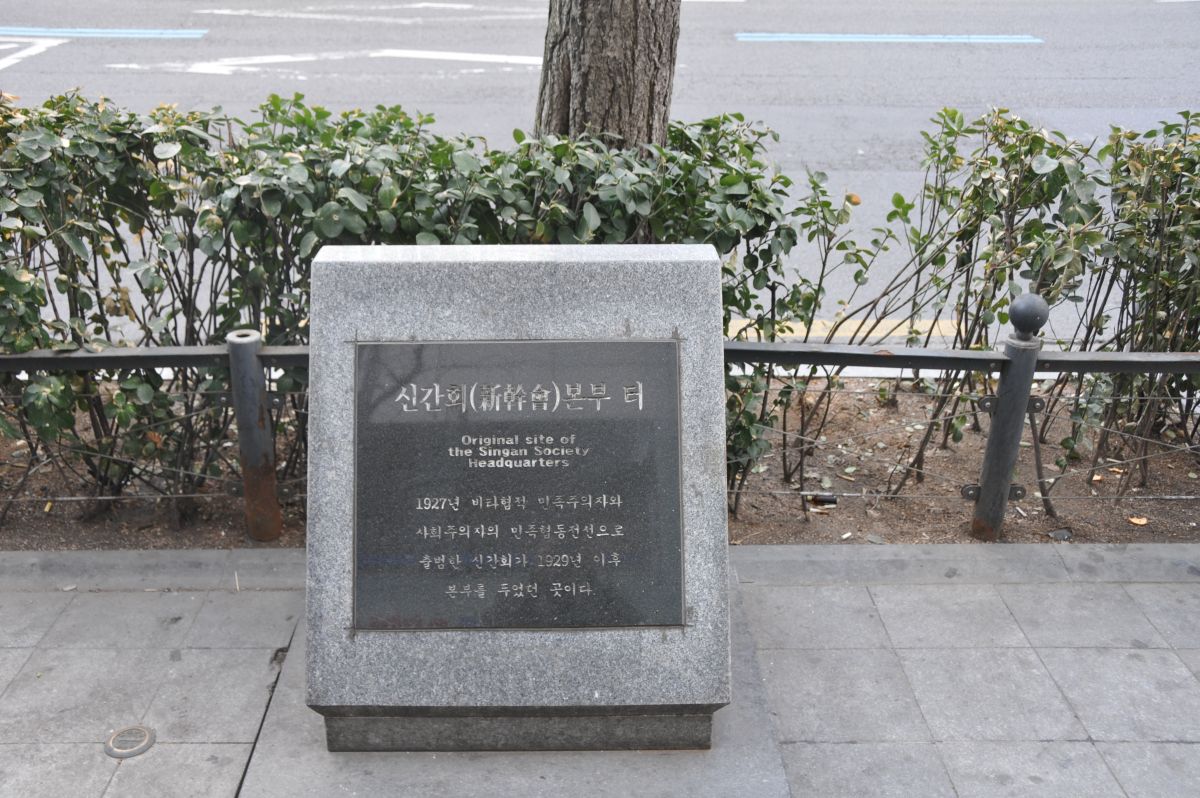 신간회(新幹會)본부 터
Original site of
the Singan Society
Headquarters
1927년 비타협적 민족주의자와
사회주의자의 민족협동전선으로
출범한 신간회가 1929년 이후
본부를 두었던 곳이다